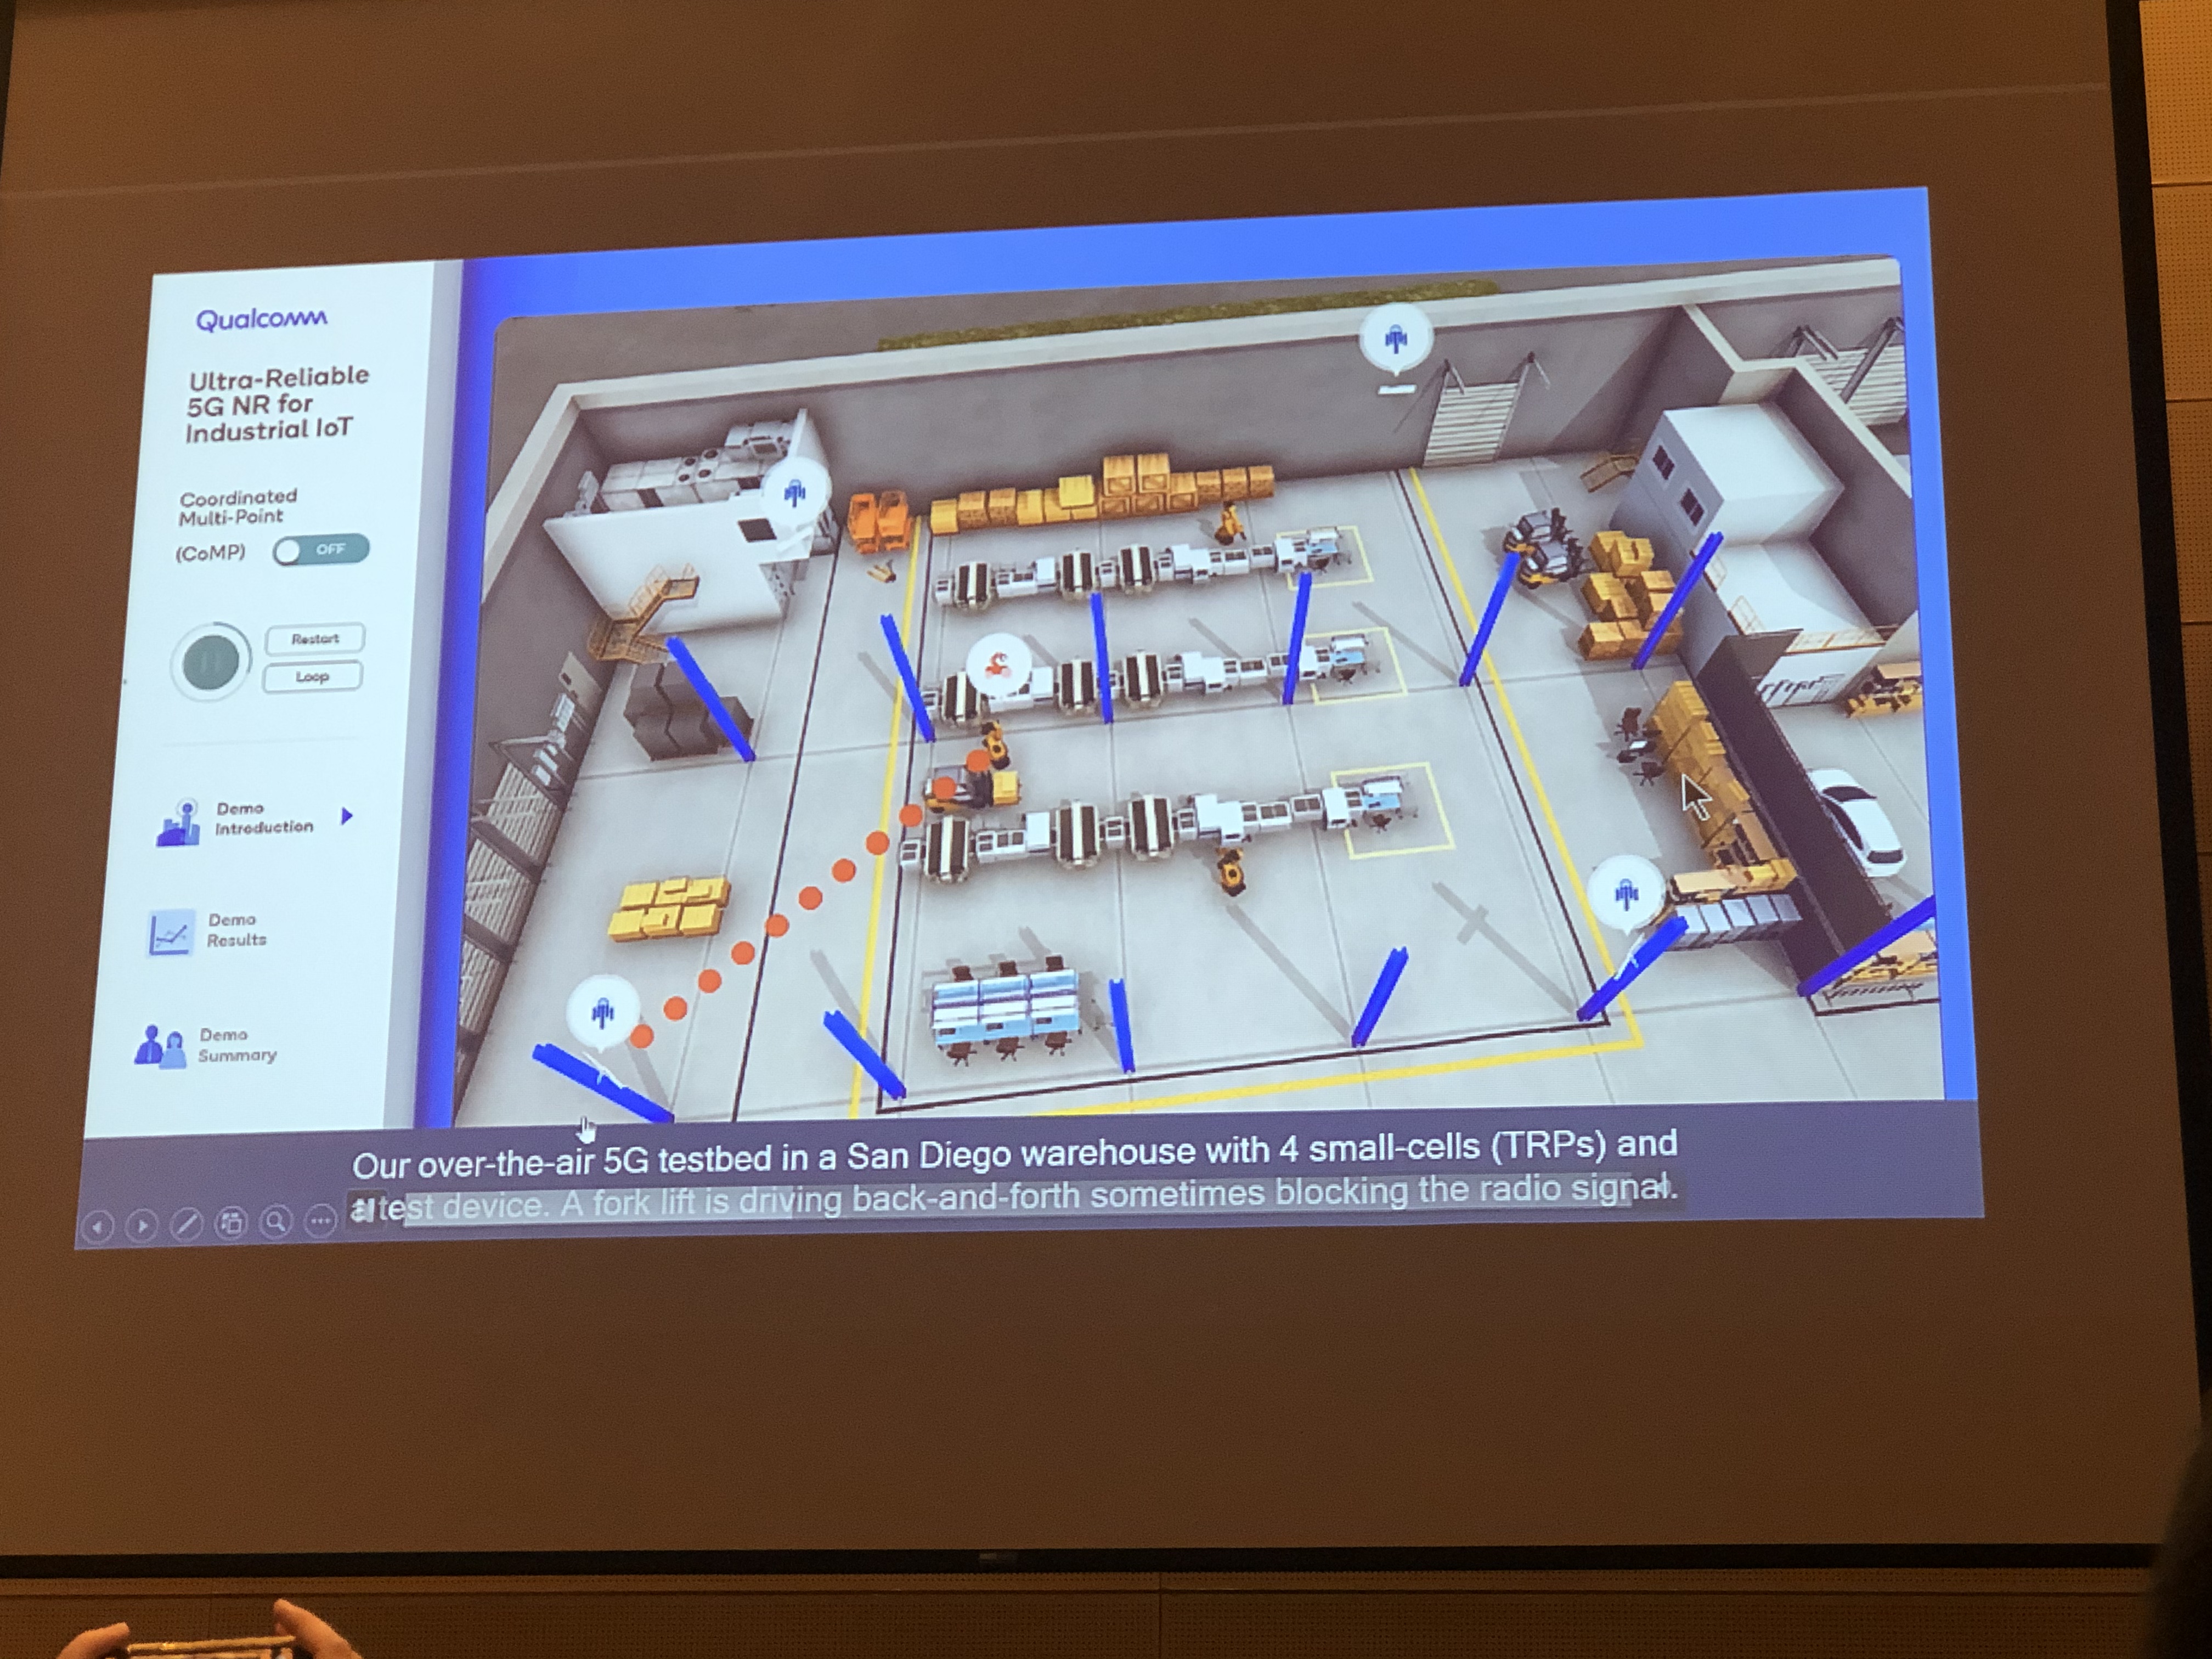 Qualcomm
Ultra-Reliable
5G NR for
Industrial IoT
Coordinated
Multi-Point
(CoMP)
OFF
Restart
Loop
Demo
Introduction
Demo
Results
Demo
Summary
Our over-the-air 5G testbed in a San Diego warehouse with 4 small-cells (TRPs) and
a test device. A fork lift is driving back-and-forth sometimes blocking the radio signal.